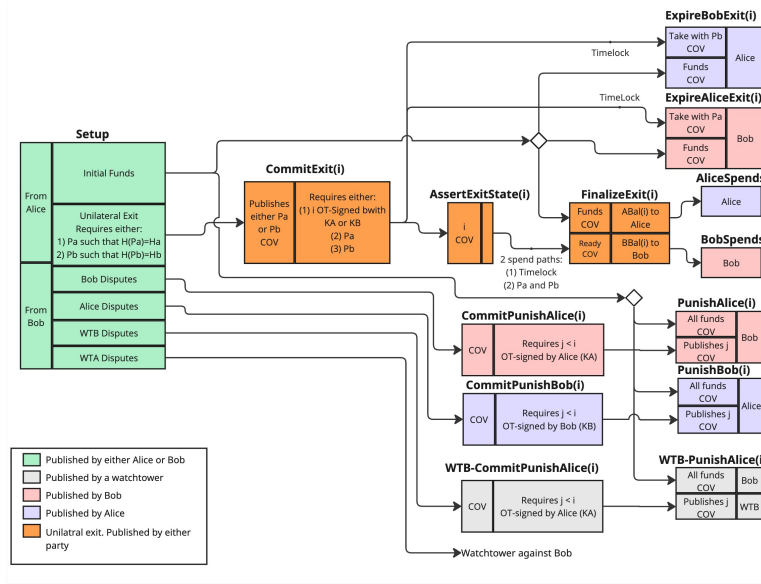 ExpireBobExit(i)
Take with Pb
COV
Alice
Funds
COV
Timelock
ExpireAliceExit(i)
TimeLock
Take with Pa
COV
Bob
Funds
COV
Setup
From
Alice
Initial Funds
Unilateral Exit
Requires either:
1) Pa such that H(Pa)=Ha
2) Pb such that H(Pb)=Hb
From
Bob
Bob Disputes
Alice Disputes
WTB Disputes
WTA Disputes
CommitExit(i)
Publishes
either Pa
or Pb
COV
Requires either:
(1) i OT-Signed bwith
KA or KB
(2) Pa
(3) Pb
AssertExitState(i)
i
COV
2 spend paths:
(1) Timelock
(2) Pa and Pb
FinalizeExit(i)
Funds
COV
ABal(i) to
Alice
Ready
COV
BBal(i) to
Bob
AliceSpends
Alice
BobSpends
Bob
CommitPunishAlice(i)
COV
Requires j < i
OT-signed by Alice (KA)
PunishAlice(i)
All funds
COV
Bob
Publishes j
COV
CommitPunishBob(i)
COV
Requires j < i
OT-signed by Bob (KB)
PunishBob(i)
All funds
COV
Alice
Publishes j
COV
WTB-CommitPunishAlice(i)
COV
Requires j < i
OT-signed by Alice (KA)
WTB-PunishAlice(i)
All funds
COV
Bob
Publishes j
COV
WTB
Watchtower against Bob
Published by either Alice or Bob
Published by a watchtower
Published by Bob
Published by Alice
Unilatral exit. Published by either
party